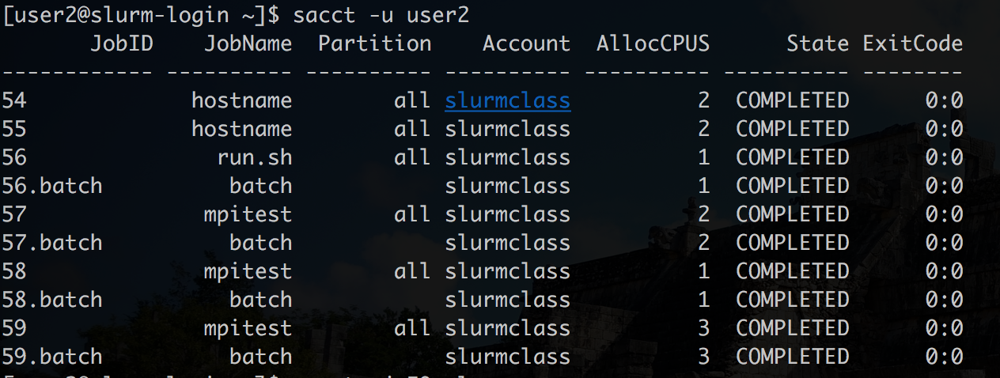 [user2@slurm-login ~]$ sacct -u user2
       JobID    JobName  Partition    Account  AllocCPUS      State ExitCode
------------ ---------- ---------- ---------- ---------- ---------- --------
54             hostname        all slurmclass          2  COMPLETED      0:0
55             hostname        all slurmclass          2  COMPLETED      0:0
56               run.sh        all slurmclass          1  COMPLETED      0:0
56.batch          batch            slurmclass          1  COMPLETED      0:0
57              mpitest        all slurmclass          2  COMPLETED      0:0
57.batch          batch            slurmclass          2  COMPLETED      0:0
58              mpitest        all slurmclass          1  COMPLETED      0:0
58.batch          batch            slurmclass          1  COMPLETED      0:0
59              mpitest        all slurmclass          3  COMPLETED      0:0
59.batch          batch            slurmclass          3  COMPLETED      0:0